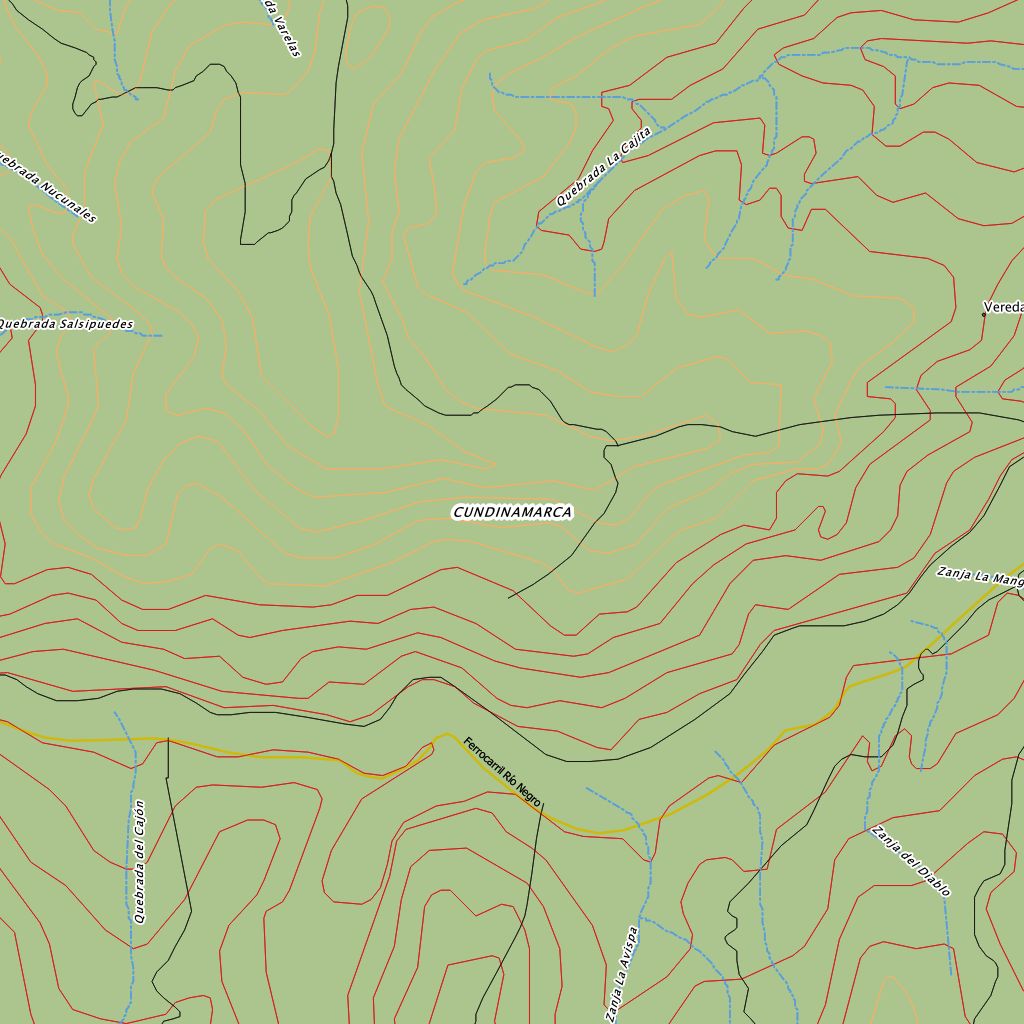 da Varelas
Quebrada La Cajita
uebrada Nucunales
Vereda
Quebrada Salsipuedes
CUNDINAMARCA
Zanja La Mang
Ferrocarril Río Negro
Quebrada del Cajón
Zanja del Diablo
Zanja La Avispa